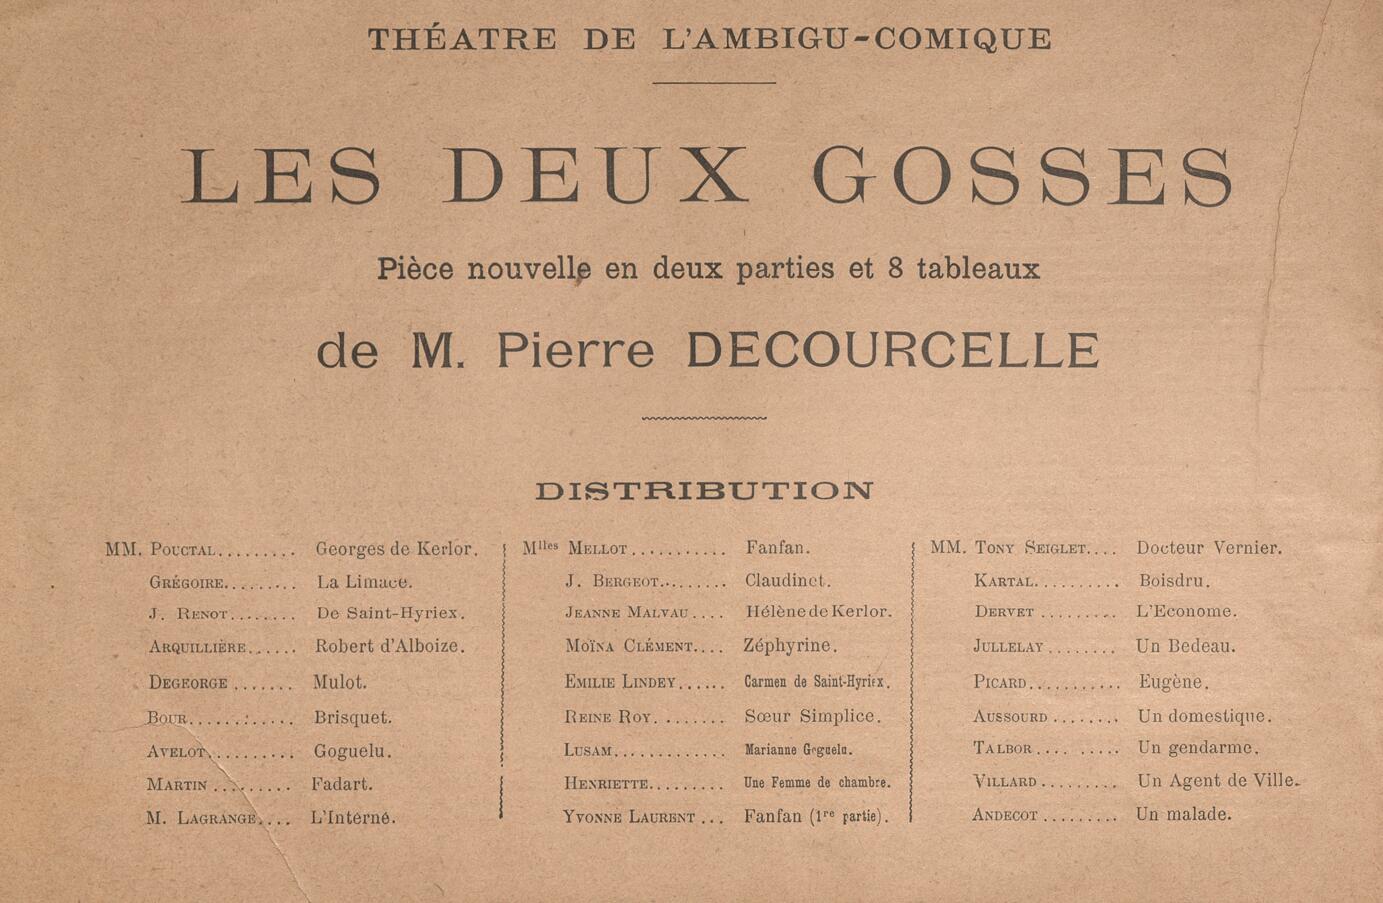 THÉATRE DE L'AMBIGU-COMIQUE
LES DEUX GOSSES
Pièce nouvelle en deux parties et 8 tableaux
de M. Pierre DECOURCELLE
DISTRIBUTION
MM. POUCTAL......... Georges de Kerlor.
GRÉGOIRE........ La Limace.
J. RENOT........ De Saint-Hyriex.
ARQUILLIÈRE...... Robert d'Alboize.
DEGEORGE ....... Mulot.
BOUR............ Brisquet.
AVELOT.......... Goguelu.
MARTIN ......... Fadart.
M. LAGRANGE.... L'Interné.
Mlles MELLOT........... Fanfan.
J. BERGEOT......... Claudinet.
JEANNE MALVAU .... Hélène de Kerlor.
MOÏNA CLÉMENT.... Zéphyrine.
EMILIE LINDEY...... Carmen de Saint-Hyriex.
REINE ROY. ....... Sœur Simplice.
LUSAM............. Marianne Goguelu.
HENRIETTE......... Une Femme de chambre.
YVONNE LAURENT ... Fanfan (1re partie).
MM. TONY SEIGLET.... Docteur Vernier.
KARTAL.......... Boisdru.
DERVET ......... L'Econome.
JULLELAY ........ Un Bedeau.
PICARD........... Eugène.
AUSSOURD ........ Un domestique.
TALBOR .... ..... Un gendarme.
VILLARD ......... Un Agent de Ville.
ANDECOT ......... Un malade.